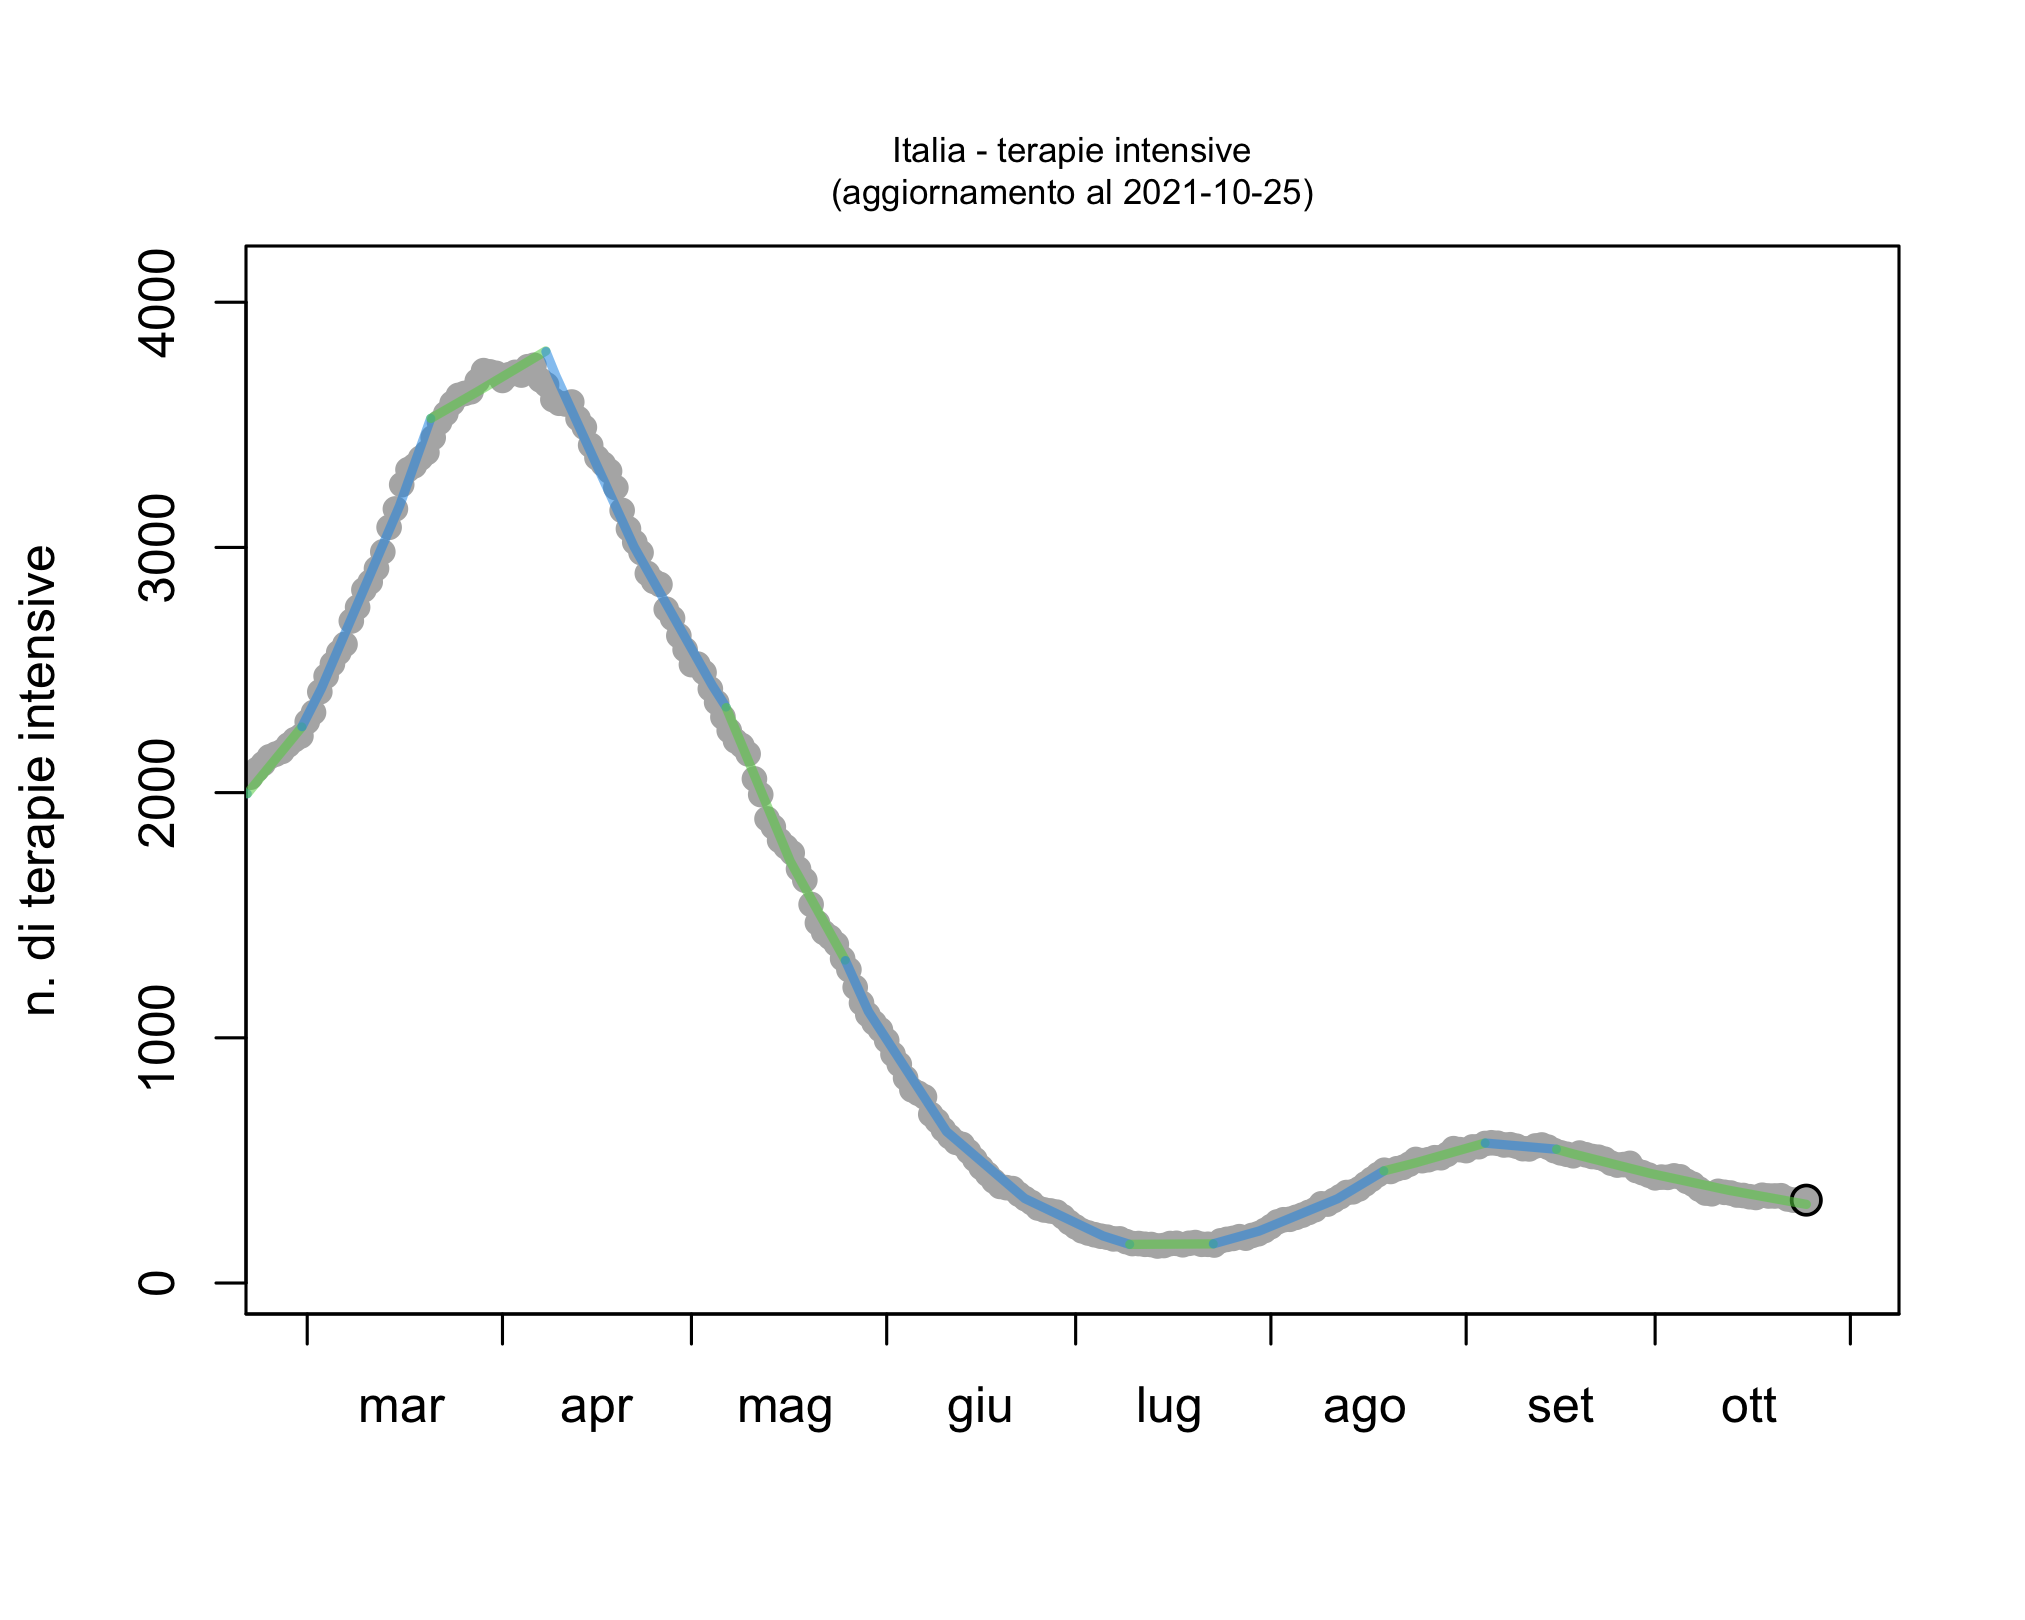 Italia - terapie intensive
(aggiornamento al 2021-10-25)
n. di terapie intensive
4000
3000
2000
1000
0
mar apr mag giu lug ago set ott